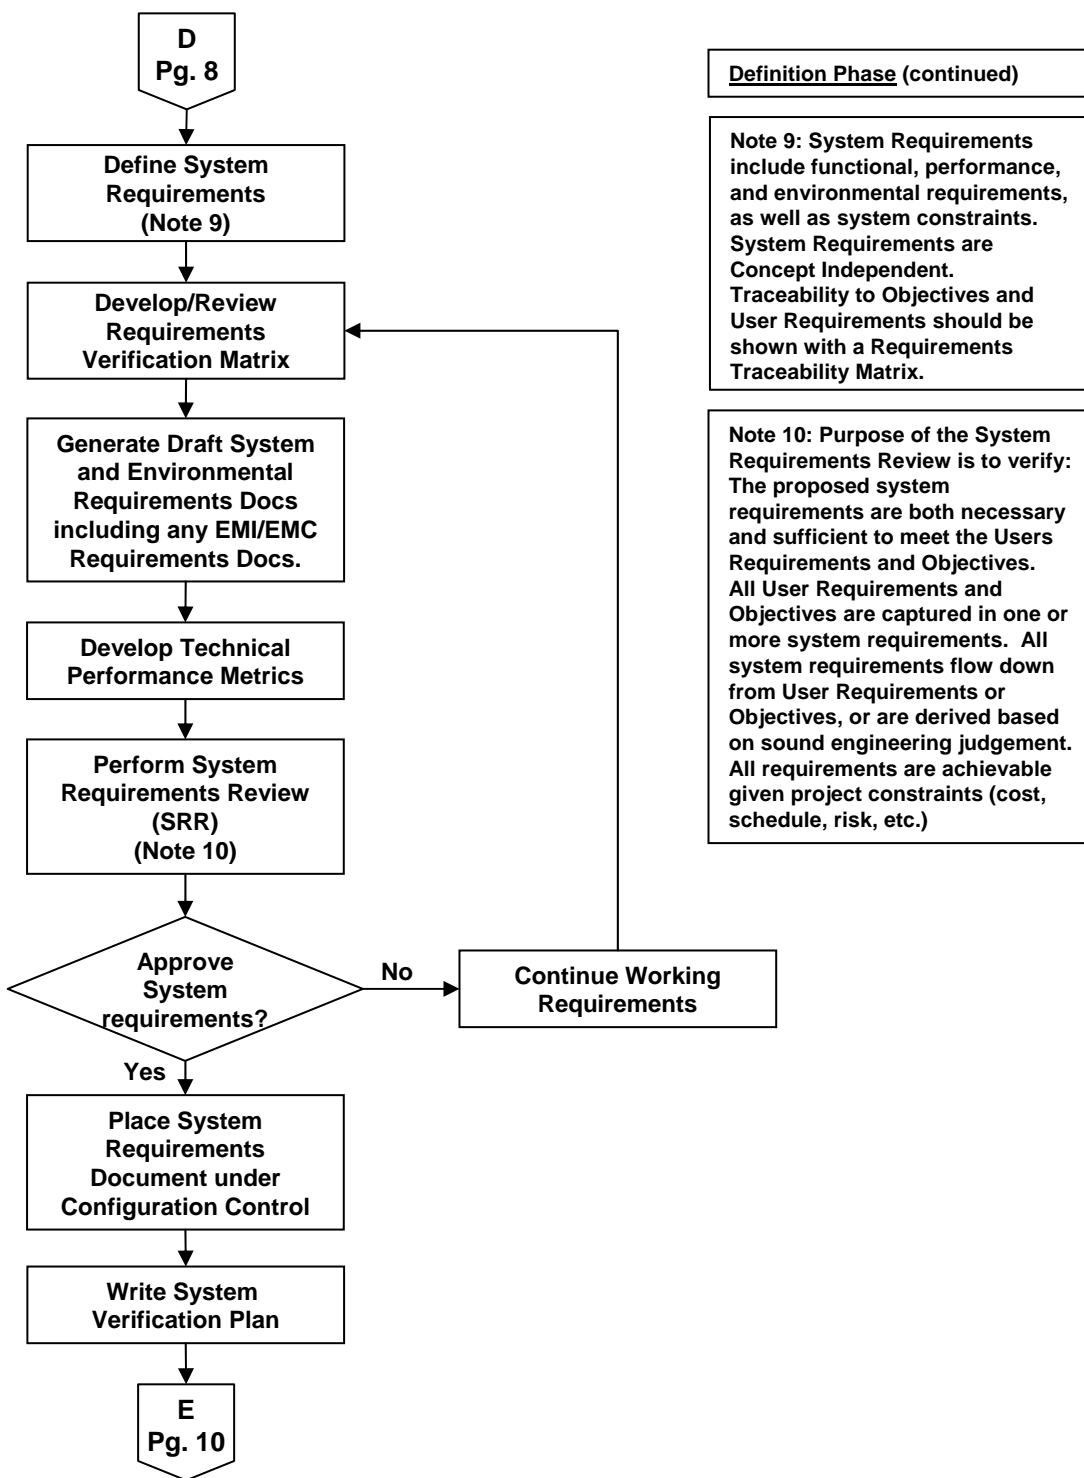 D
Pg. 8
Define System
Requirements
(Note 9)
Develop/Review
Requirements
Verification Matrix
Generate Draft System
and Environmental
Requirements Docs
including any EMI/EMC
Requirements Docs.
Develop Technical
Performance Metrics
Perform System
Requirements Review
(SRR)
(Note 10)
Approve
System
requirements?
No
Continue Working
Requirements
Yes
Place System
Requirements
Document under
Configuration Control
Write System
Verification Plan
E
Pg. 10
Definition Phase (continued)
Note 9: System Requirements
include functional, performance,
and environmental requirements,
as well as system constraints.
System Requirements are
Concept Independent.
Traceability to Objectives and
User Requirements should be
shown with a Requirements
Traceability Matrix.
Note 10: Purpose of the System
Requirements Review is to verify:
The proposed system
requirements are both necessary
and sufficient to meet the Users
Requirements and Objectives.
All User Requirements and
Objectives are captured in one or
more system requirements.  All
system requirements flow down
from User Requirements or
Objectives, or are derived based
on sound engineering judgement.
All requirements are achievable
given project constraints (cost,
schedule, risk, etc.)